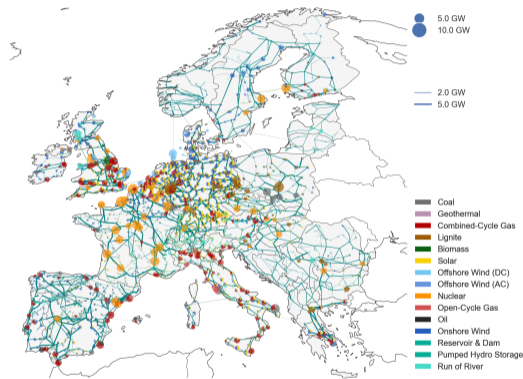 5.0 GW
10.0 GW
2.0 GW
5.0 GW
Coal
Geothermal
Combined-Cycle Gas
Lignite
Biomass
Solar
Offshore Wind (DC)
Offshore Wind (AC)
Nuclear
Open-Cycle Gas
Oil
Onshore Wind
Reservoir & Dam
Pumped Hydro Storage
Run of River